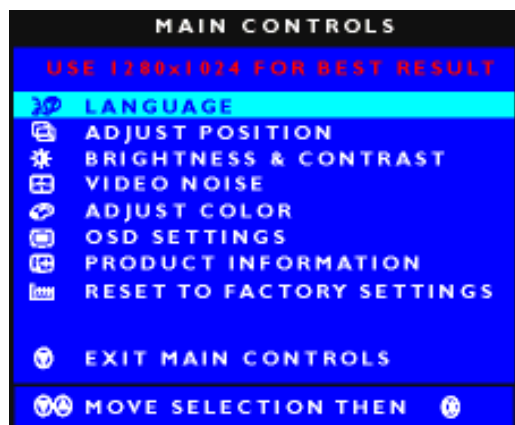 MAIN CONTROLS
USE 1280x1024 FOR BEST RESULT
LANGUAGE
ADJUST POSITION
BRIGHTNESS & CONTRAST
VIDEO NOISE
ADJUST COLOR
OSD SETTINGS
PRODUCT INFORMATION
RESET TO FACTORY SETTINGS
EXIT MAIN CONTROLS
MOVE SELECTION THEN